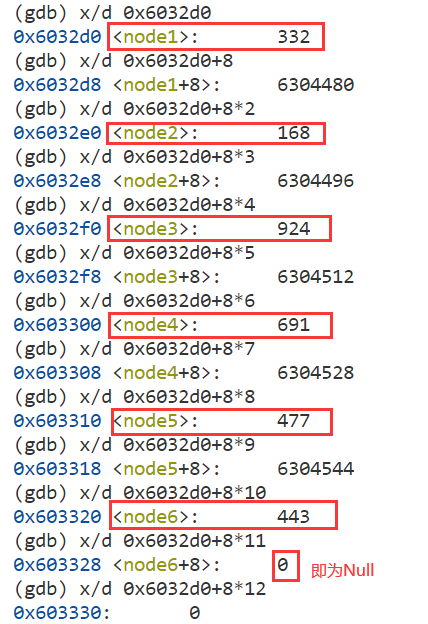 (gdb) x/d 0x6032d0
0x6032d0 <node1>: 332
(gdb) x/d 0x6032d0+8
0x6032d8 <node1+8>: 6304480
(gdb) x/d 0x6032d0+8*2
0x6032e0 <node2>: 168
(gdb) x/d 0x6032d0+8*3
0x6032e8 <node2+8>: 6304496
(gdb) x/d 0x6032d0+8*4
0x6032f0 <node3>: 924
(gdb) x/d 0x6032d0+8*5
0x6032f8 <node3+8>: 6304512
(gdb) x/d 0x6032d0+8*6
0x603300 <node4>: 691
(gdb) x/d 0x6032d0+8*7
0x603308 <node4+8>: 6304528
(gdb) x/d 0x6032d0+8*8
0x603310 <node5>: 477
(gdb) x/d 0x6032d0+8*9
0x603318 <node5+8>: 6304544
(gdb) x/d 0x6032d0+8*10
0x603320 <node6>: 443
(gdb) x/d 0x6032d0+8*11
0x603328 <node6+8>: 0 即为Null
(gdb) x/d 0x6032d0+8*12
0x603330: 0